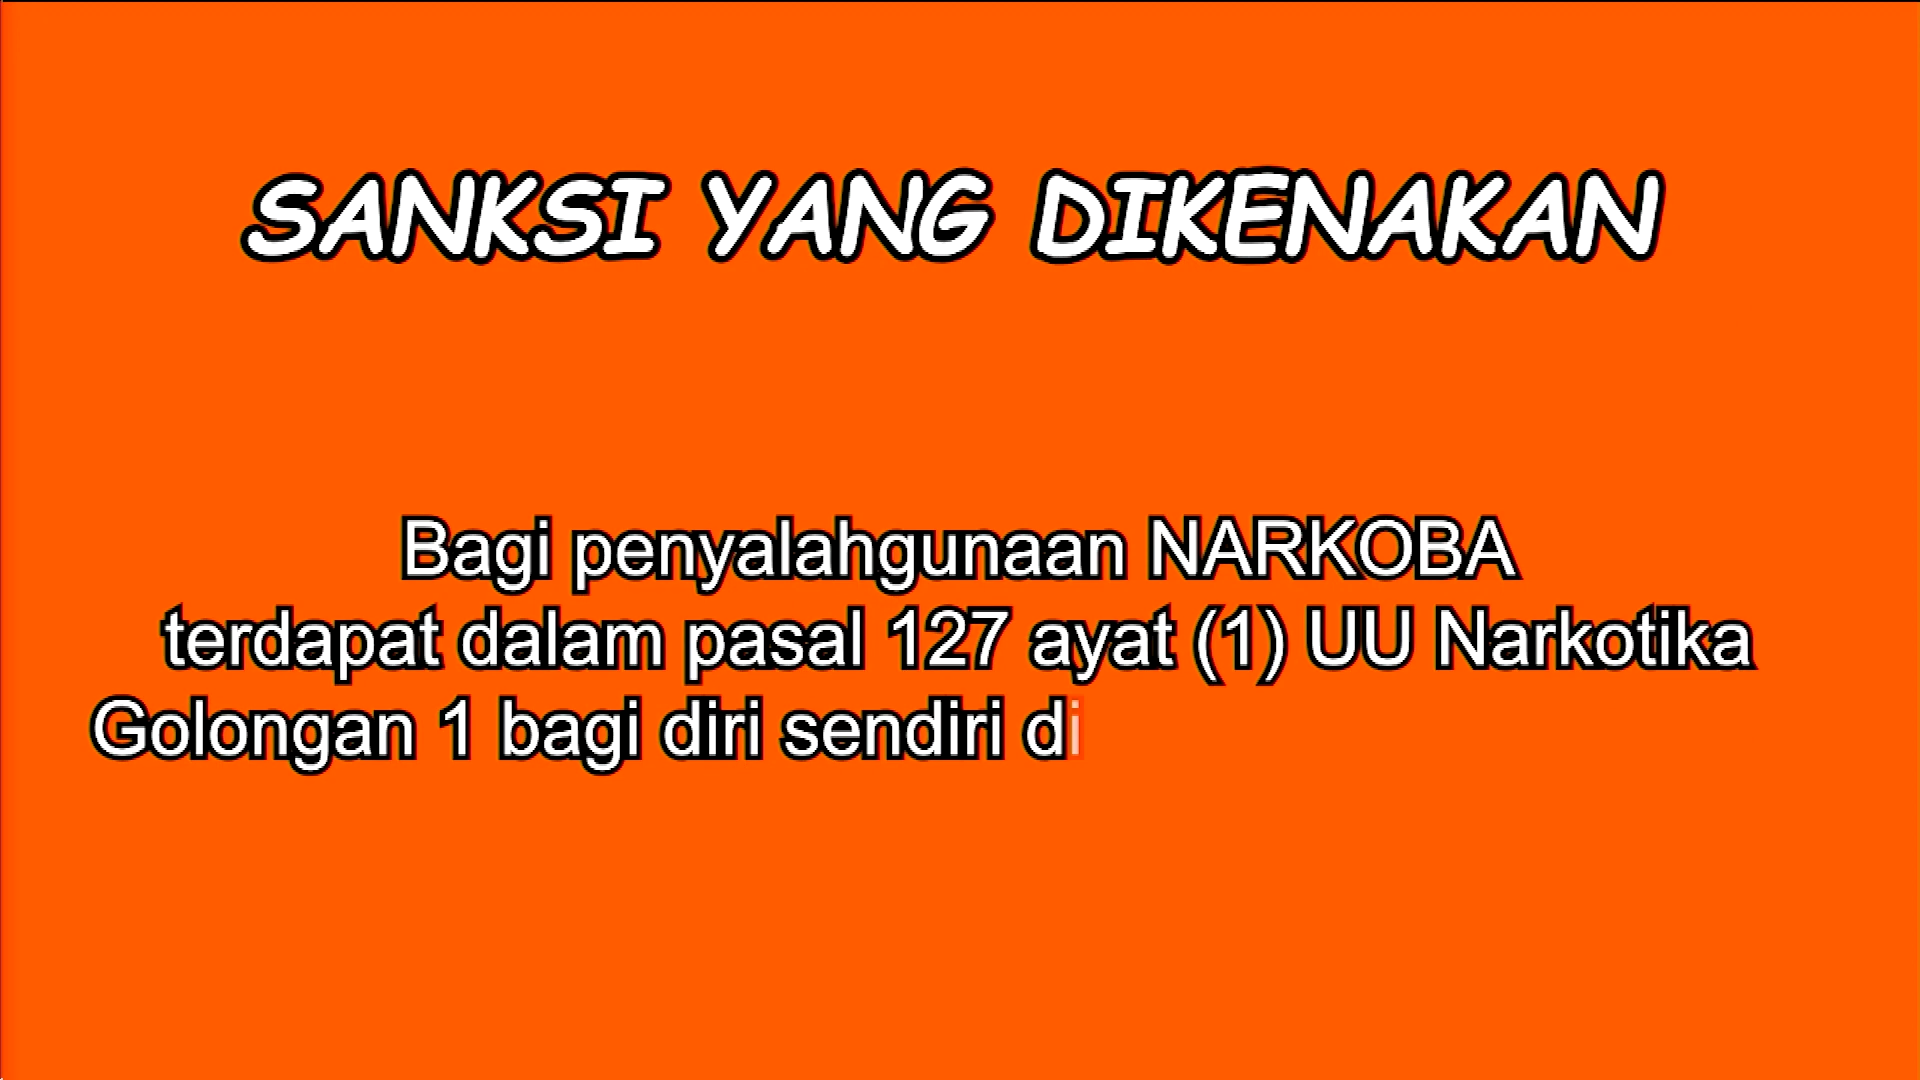 SANKSI YANG DIKENAKAN
Bagi penyalahgunaan NARKOBA
terdapat dalam pasal 127 ayat (1) UU Narkotika
Golongan 1 bagi diri sendiri di